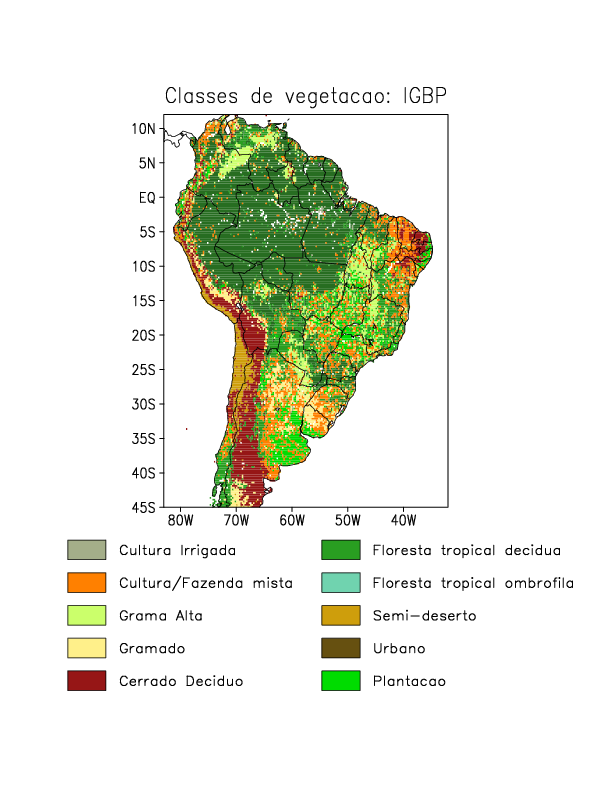 Classes de vegetacao: IGBP
10N
5N
EQ
5S
10S
15S
20S
25S
30S
35S
40S
45S
80W 70W 60W 50W 40W
Cultura Irrigada
Cultura/Fazenda mista
Grama Alta
Gramado
Cerrado Deciduo
Floresta tropical decidua
Floresta tropical ombrofila
Semi-deserto
Urbano
Plantacao